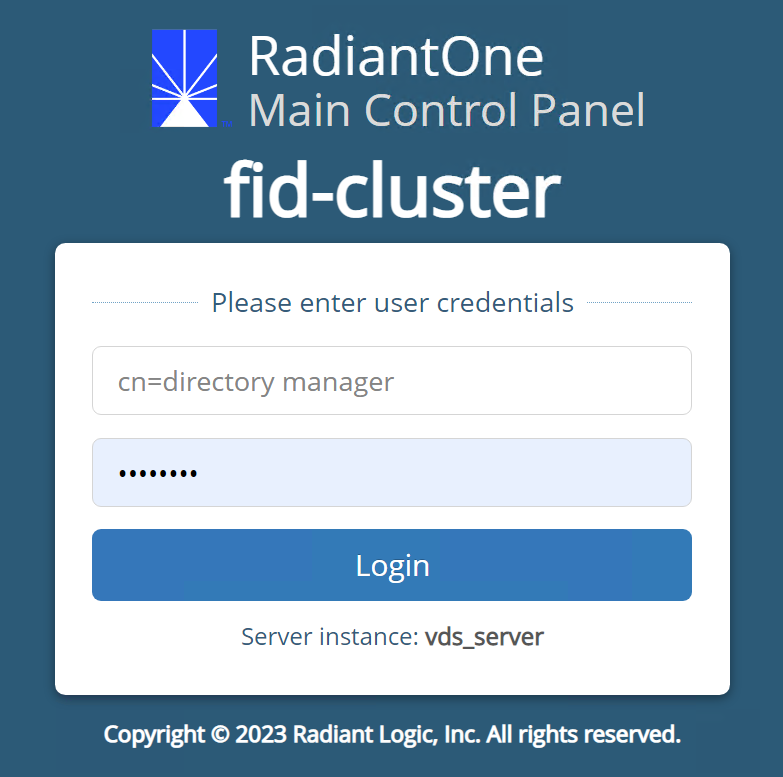 RadiantOne
Main Control Panel
fid-cluster
Please enter user credentials
cn=directory manager
••••••••
Login
Server instance: vds_server
Copyright © 2023 Radiant Logic, Inc. All rights reserved.